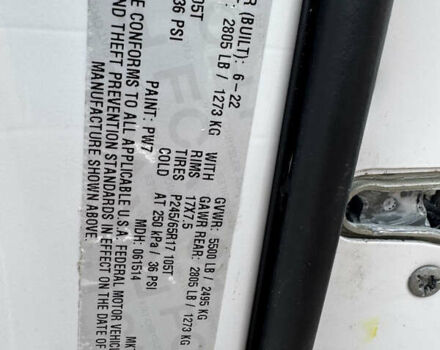 R (BUILT): 6-22 GVWR: 5500 LB / 2495 KG
: 2805 LB / 1273 KG WITH GAWR REAR: 2805 LB / 1273 KG
RIMS 17X7.5
05T TIRES P245/65R17 105T
36 PSI COLD AT 250 kPa / 36 PSI
PAINT: PW7 MDH: 061514
E CONFORMS TO ALL APPLICABLE U.S.A. FEDERAL MOTOR VEHIC
ND THEFT PREVENTION STANDARDS IN EFFECT ON THE DATE OF
MANUFACTURE SHOWN ABOVE.